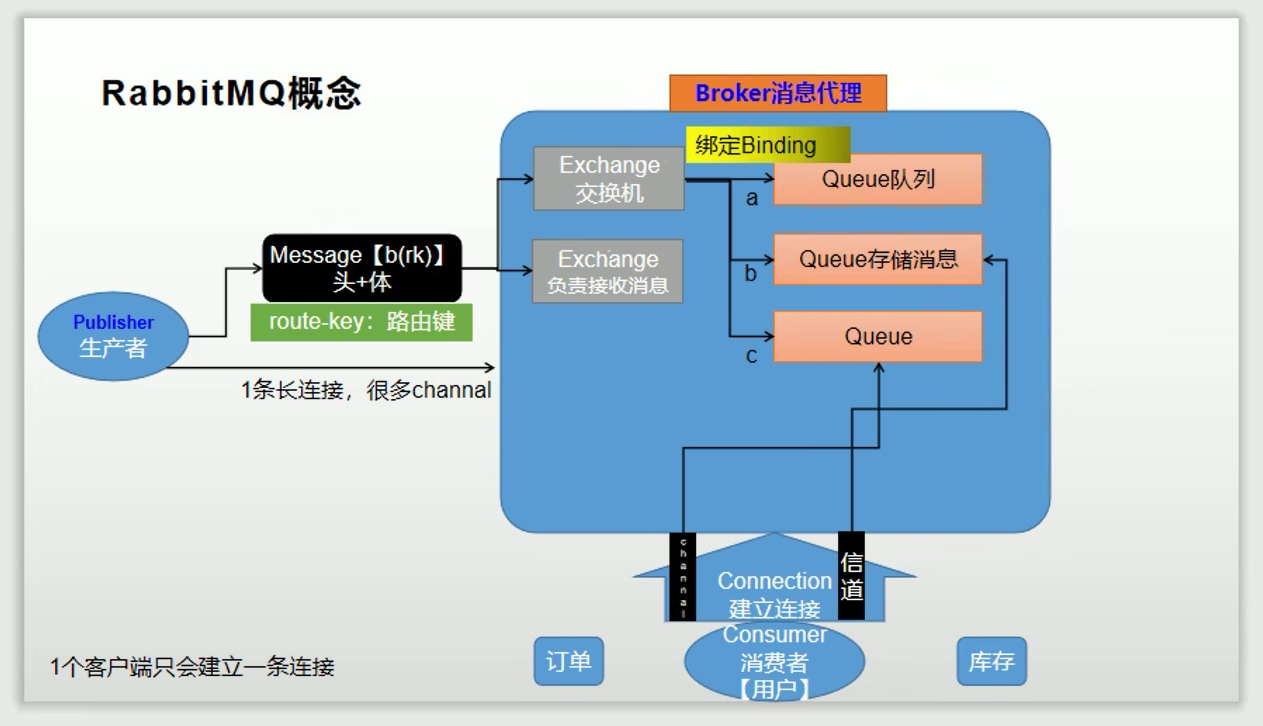 RabbitMQ概念
Broker消息代理
绑定Binding
Exchange
交换机
Queue队列
a
Message【b(rk)】
头+体
Exchange
负责接收消息
Queue存储消息
b
route-key：路由键
Publisher
生产者
Queue
c
1条长连接，很多channal
channal
信道
Connection
建立连接
Consumer
消费者
【用户】
订单
库存
1个客户端只会建立一条连接